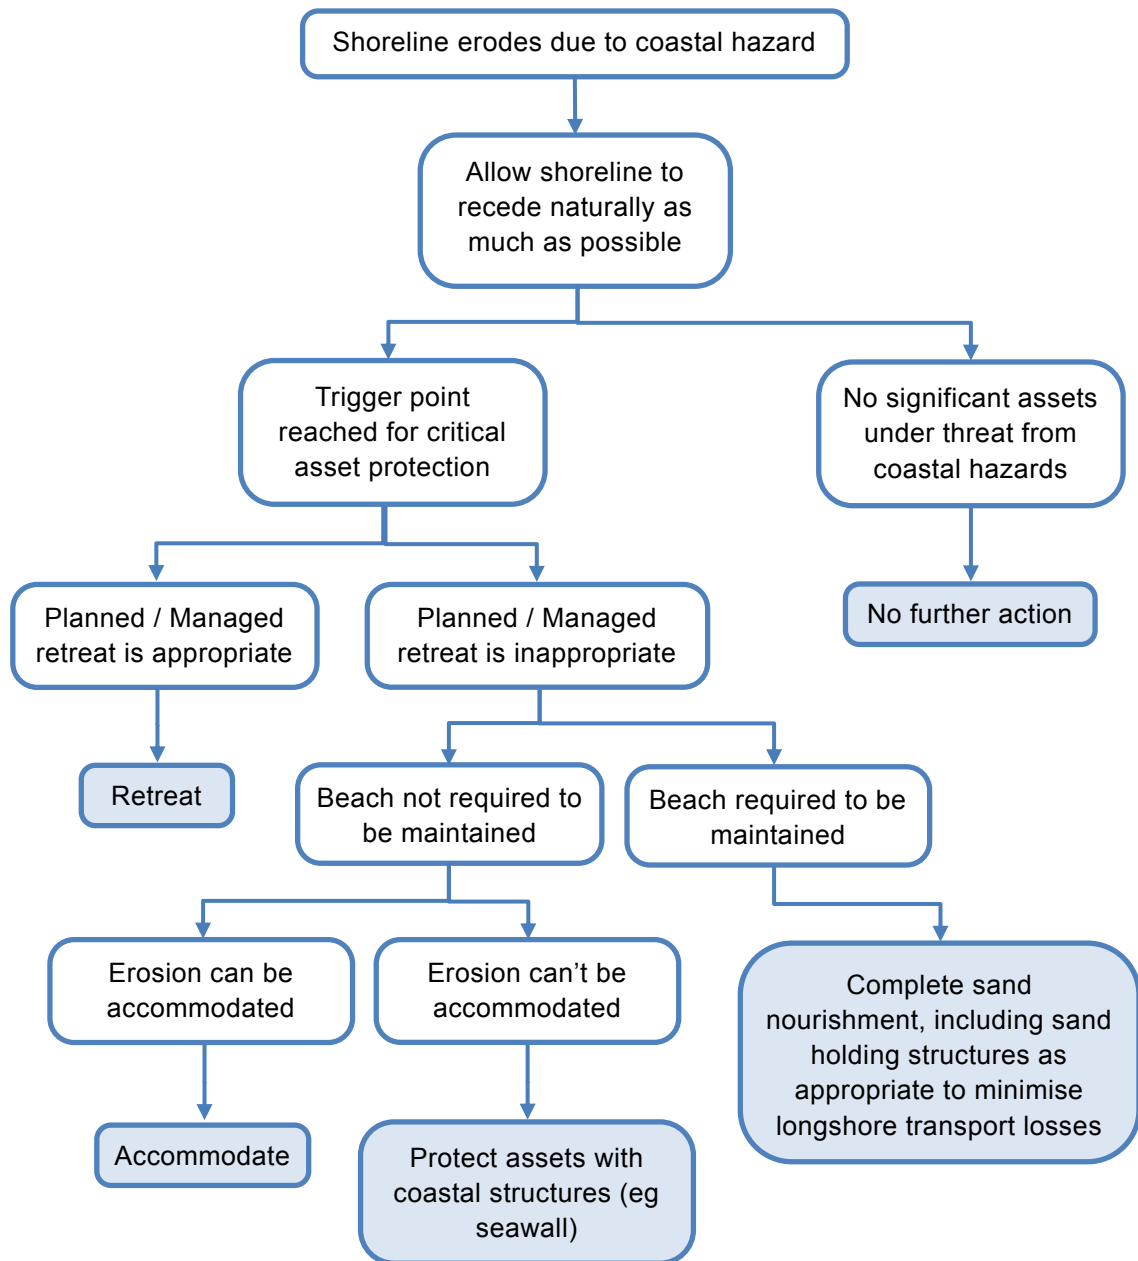 Shoreline erodes due to coastal hazard
Allow shoreline to
recede naturally as
much as possible
Trigger point
reached for critical
asset protection
No significant assets
under threat from
coastal hazards
Planned / Managed
retreat is appropriate
Planned / Managed
retreat is inappropriate
No further action
Retreat
Beach not required to
be maintained
Beach required to be
maintained
Erosion can be
accommodated
Erosion can’t be
accommodated
Complete sand
nourishment, including sand
holding structures as
appropriate to minimise
longshore transport losses
Accommodate
Protect assets with
coastal structures (eg
seawall)